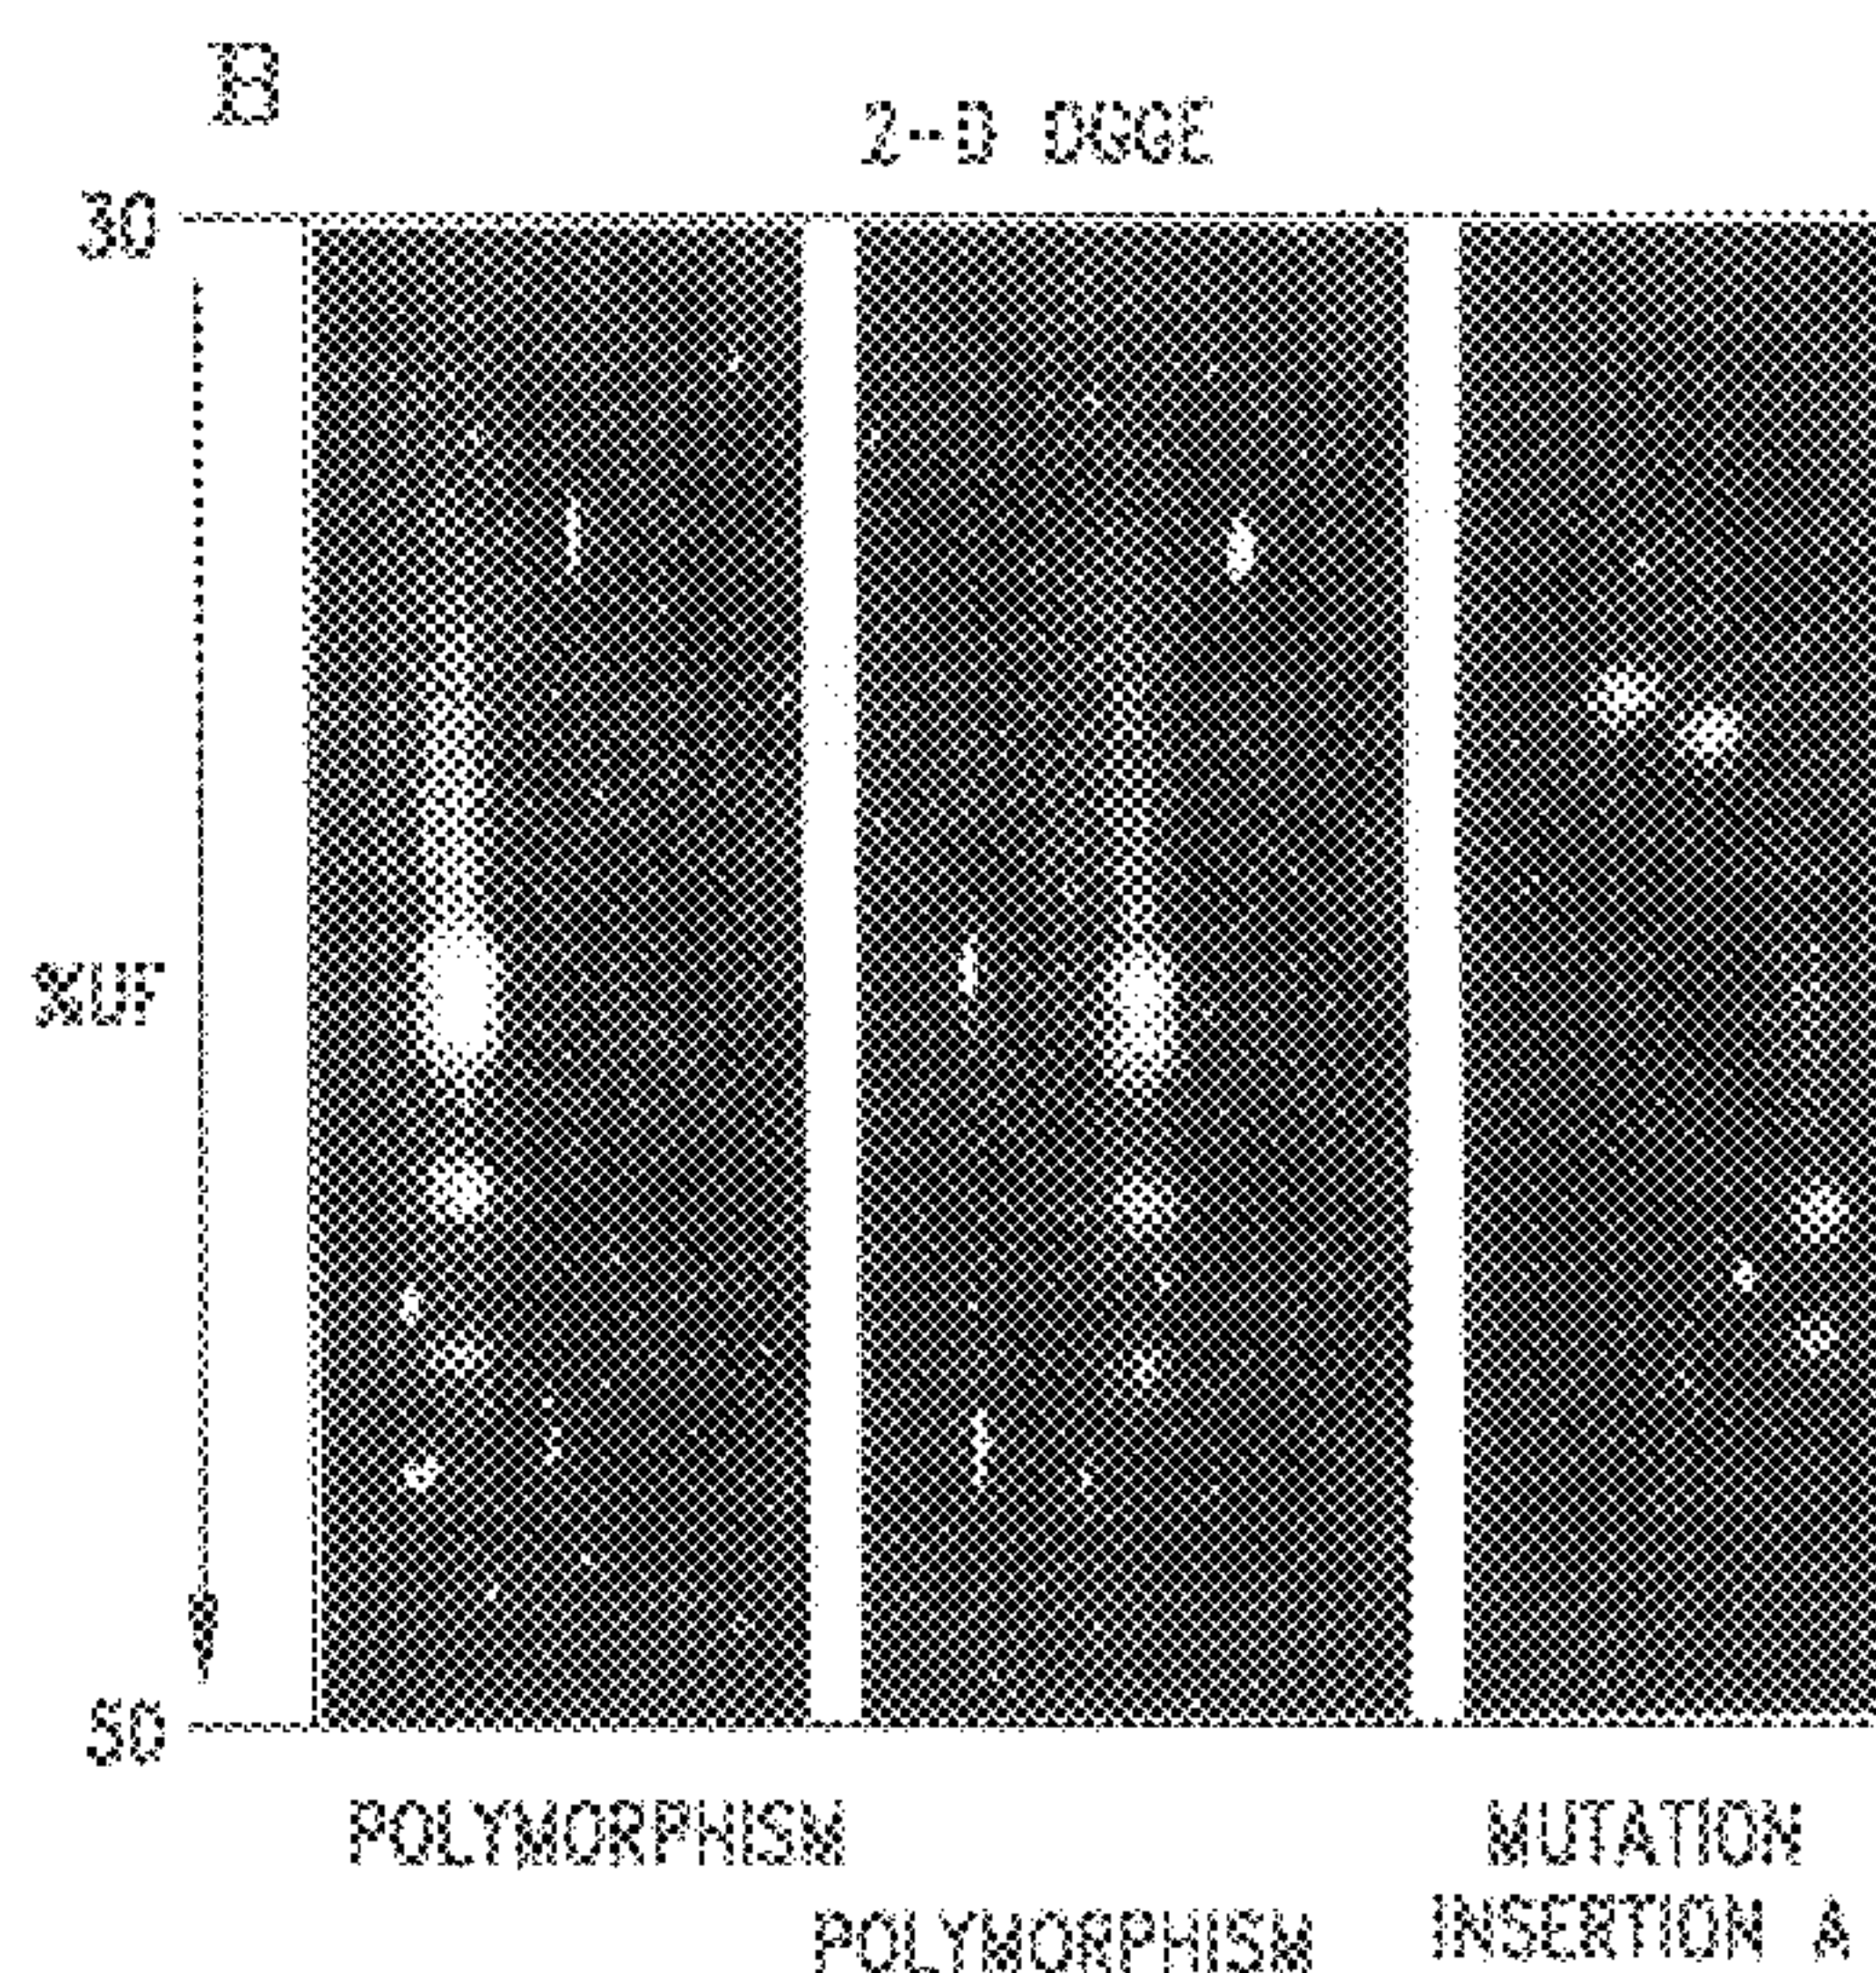 B
2-D DGGE
30
%UF
50
POLYMORPHISM
POLYMORPHISM
MUTATION
INSERTION A